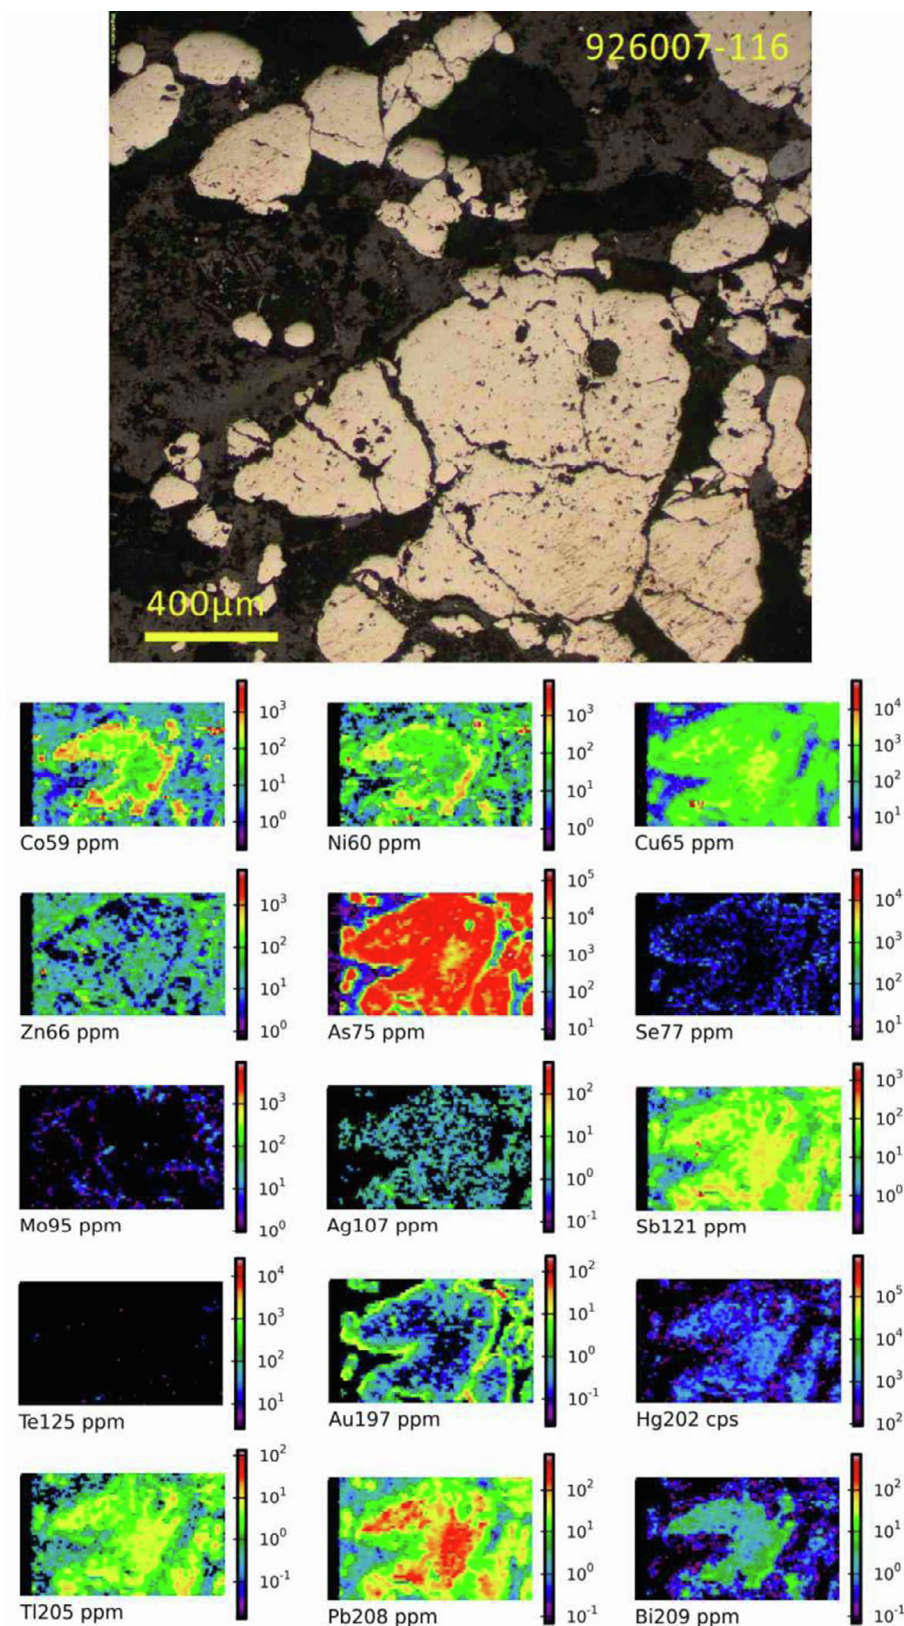 926007-116
400µm
10³ 10³ 10⁴
10² 10² 10³
10¹ 10¹ 10²
10⁰ 10⁰ 10¹
Co59 ppm Ni60 ppm Cu65 ppm
10³ 10⁵ 10⁴
10² 10⁴ 10³
10¹ 10³ 10²
10⁰ 10² 10¹
10¹
Zn66 ppm As75 ppm Se77 ppm
10³ 10² 10³
10² 10¹ 10²
10¹ 10⁰ 10¹
10⁰ 10⁻¹ 10⁰
Mo95 ppm Ag107 ppm Sb121 ppm
10⁴ 10² 10⁵
10³ 10¹ 10⁴
10² 10⁰ 10³
10¹ 10⁻¹ 10²
Te125 ppm Au197 ppm Hg202 cps
10² 10² 10²
10¹ 10¹ 10¹
10⁰ 10⁰ 10⁰
10⁻¹ 10⁻¹ 10⁻¹
Tl205 ppm Pb208 ppm Bi209 ppm